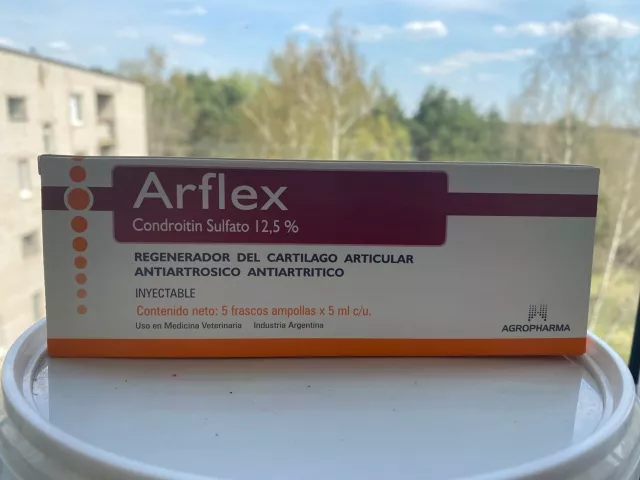 Arflex
Condroitin Sulfato 12,5 %
REGENERADOR DEL CARTILAGO ARTICULAR
ANTIARTROSICO ANTIARTRITICO
INYECTABLE
Contenido neto: 5 frascos ampollas x 5 ml c/u.
Uso en Medicina Veterinaria Industria Argentina
AGROPHARMA